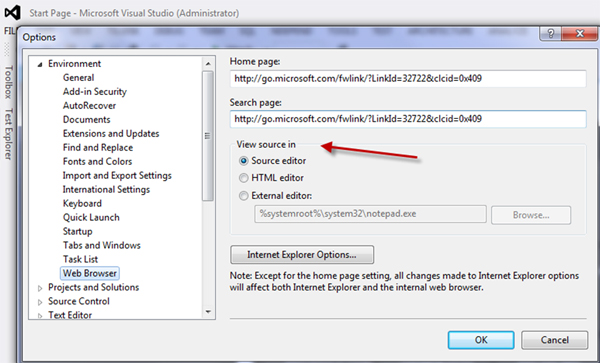 Start Page - Microsoft Visual Studio (Administrator)
FIL
Toolbox
Test Explorer
Options
Environment
General
Add-in Security
AutoRecover
Documents
Extensions and Updates
Find and Replace
Fonts and Colors
Import and Export Settings
International Settings
Keyboard
Quick Launch
Startup
Tabs and Windows
Task List
Web Browser
Projects and Solutions
Source Control
Text Editor
Home page:
http://go.microsoft.com/fwlink/?LinkId=32722&clcid=0x409
Search page:
http://go.microsoft.com/fwlink/?LinkId=32722&clcid=0x409
View source in
Source editor
HTML editor
External editor:
%systemroot%\system32\notepad.exe
Browse...
Internet Explorer Options...
Note: Except for the home page setting, all changes made to Internet Explorer options
will affect both Internet Explorer and the internal web browser.
OK
Cancel